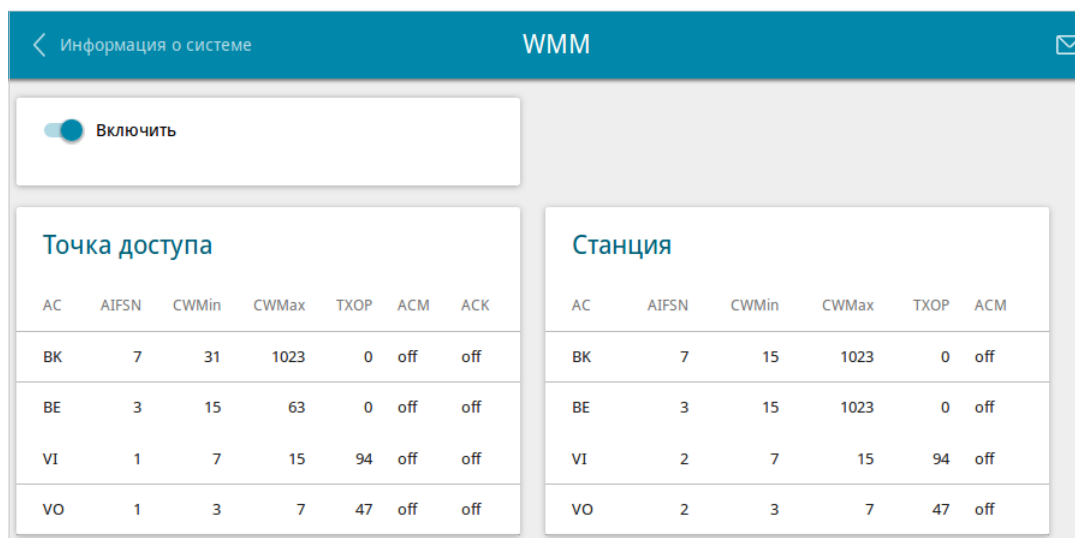 Информация о системе
WMM
Включить
Точка доступа
AC AIFSN CWMin CWMax TXOP ACM ACK
BK 7 31 1023 0 off off
BE 3 15 63 0 off off
VI 1 7 15 94 off off
VO 1 3 7 47 off off
Станция
AC AIFSN CWMin CWMax TXOP ACM
BK 7 15 1023 0 off
BE 3 15 1023 0 off
VI 2 7 15 94 off
VO 2 3 7 47 off